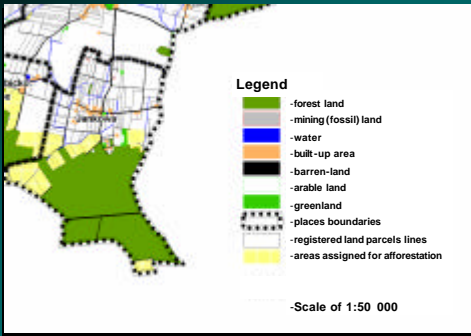 Legend
-forest land
-mining (fossil) land
-water
-built-up area
-barren-land
-arable land
-greenland
-places boundaries
-registered land parcels lines
-areas assigned for afforestation
-Scale of 1:50 000